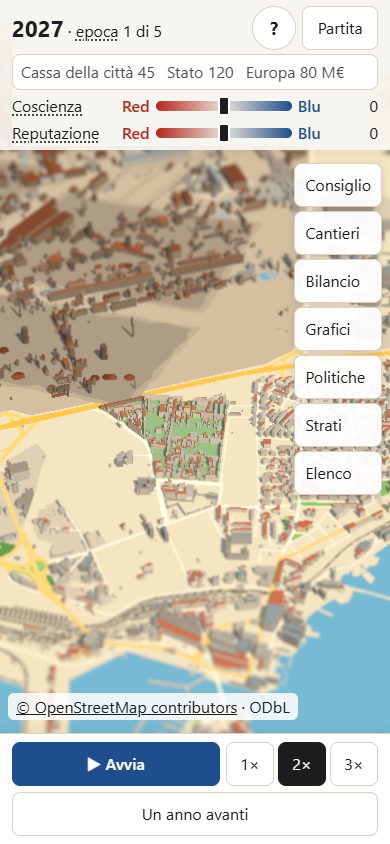 2027 · epoca 1 di 5
?
Partita
Cassa della città 45 Stato 120 Europa 80 M€
Coscienza Red Blu 0
Reputazione Red Blu 0
Consiglio
Cantieri
Bilancio
Grafici
Politiche
Strati
Elenco
© OpenStreetMap contributors · ODbL
▶ Avvia 1× 2× 3×
Un anno avanti